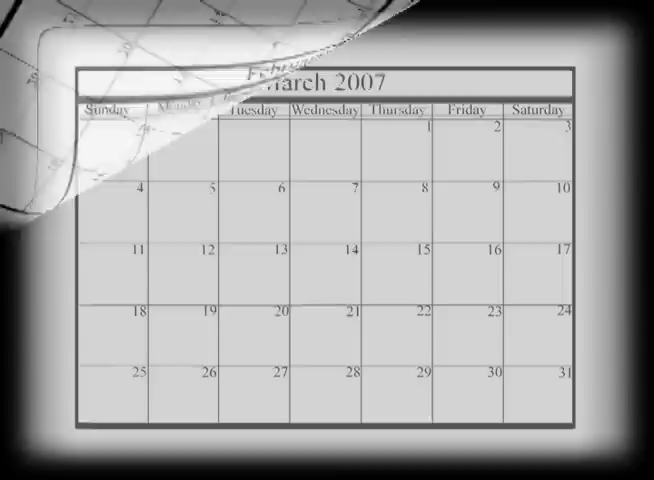 February
March 2007
Sunday Monday Tuesday Wednesday Thursday Friday Saturday
1 2 3
4 5 6 7 8 9 10
11 12 13 14 15 16 17
18 19 20 21 22 23 24
25 26 27 28 29 30 31